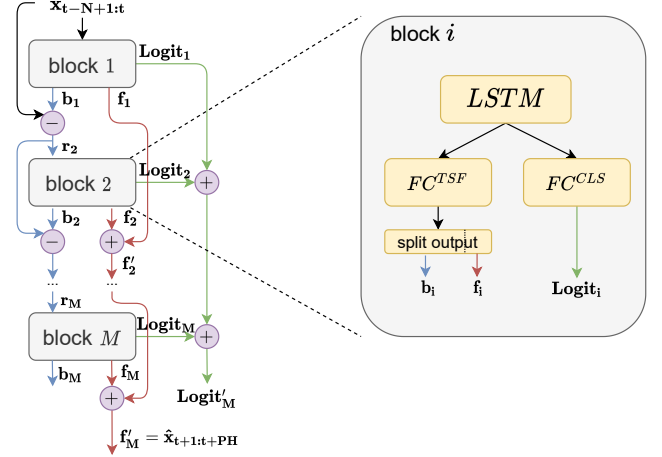 x_{t−N+1:t}
block 1
Logit_1
b_1
f_1
−
r_2
block 2
Logit_2
+
b_2
f_2
−
+
f′_2
...
...
r_M
block M
Logit_M
+
b_M
f_M
Logit′_M
+
f′_M = x̂_{t+1:t+PH}
block i
LSTM
FC^{TSF}
FC^{CLS}
split output
b_i
f_i
Logit_i